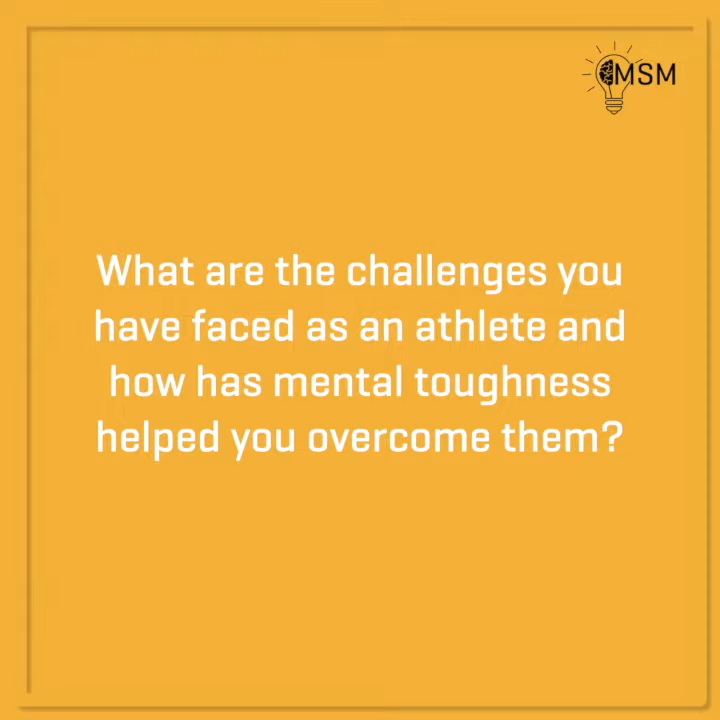 MSM
What are the challenges you
have faced as an athlete and
how has mental toughness
helped you overcome them?